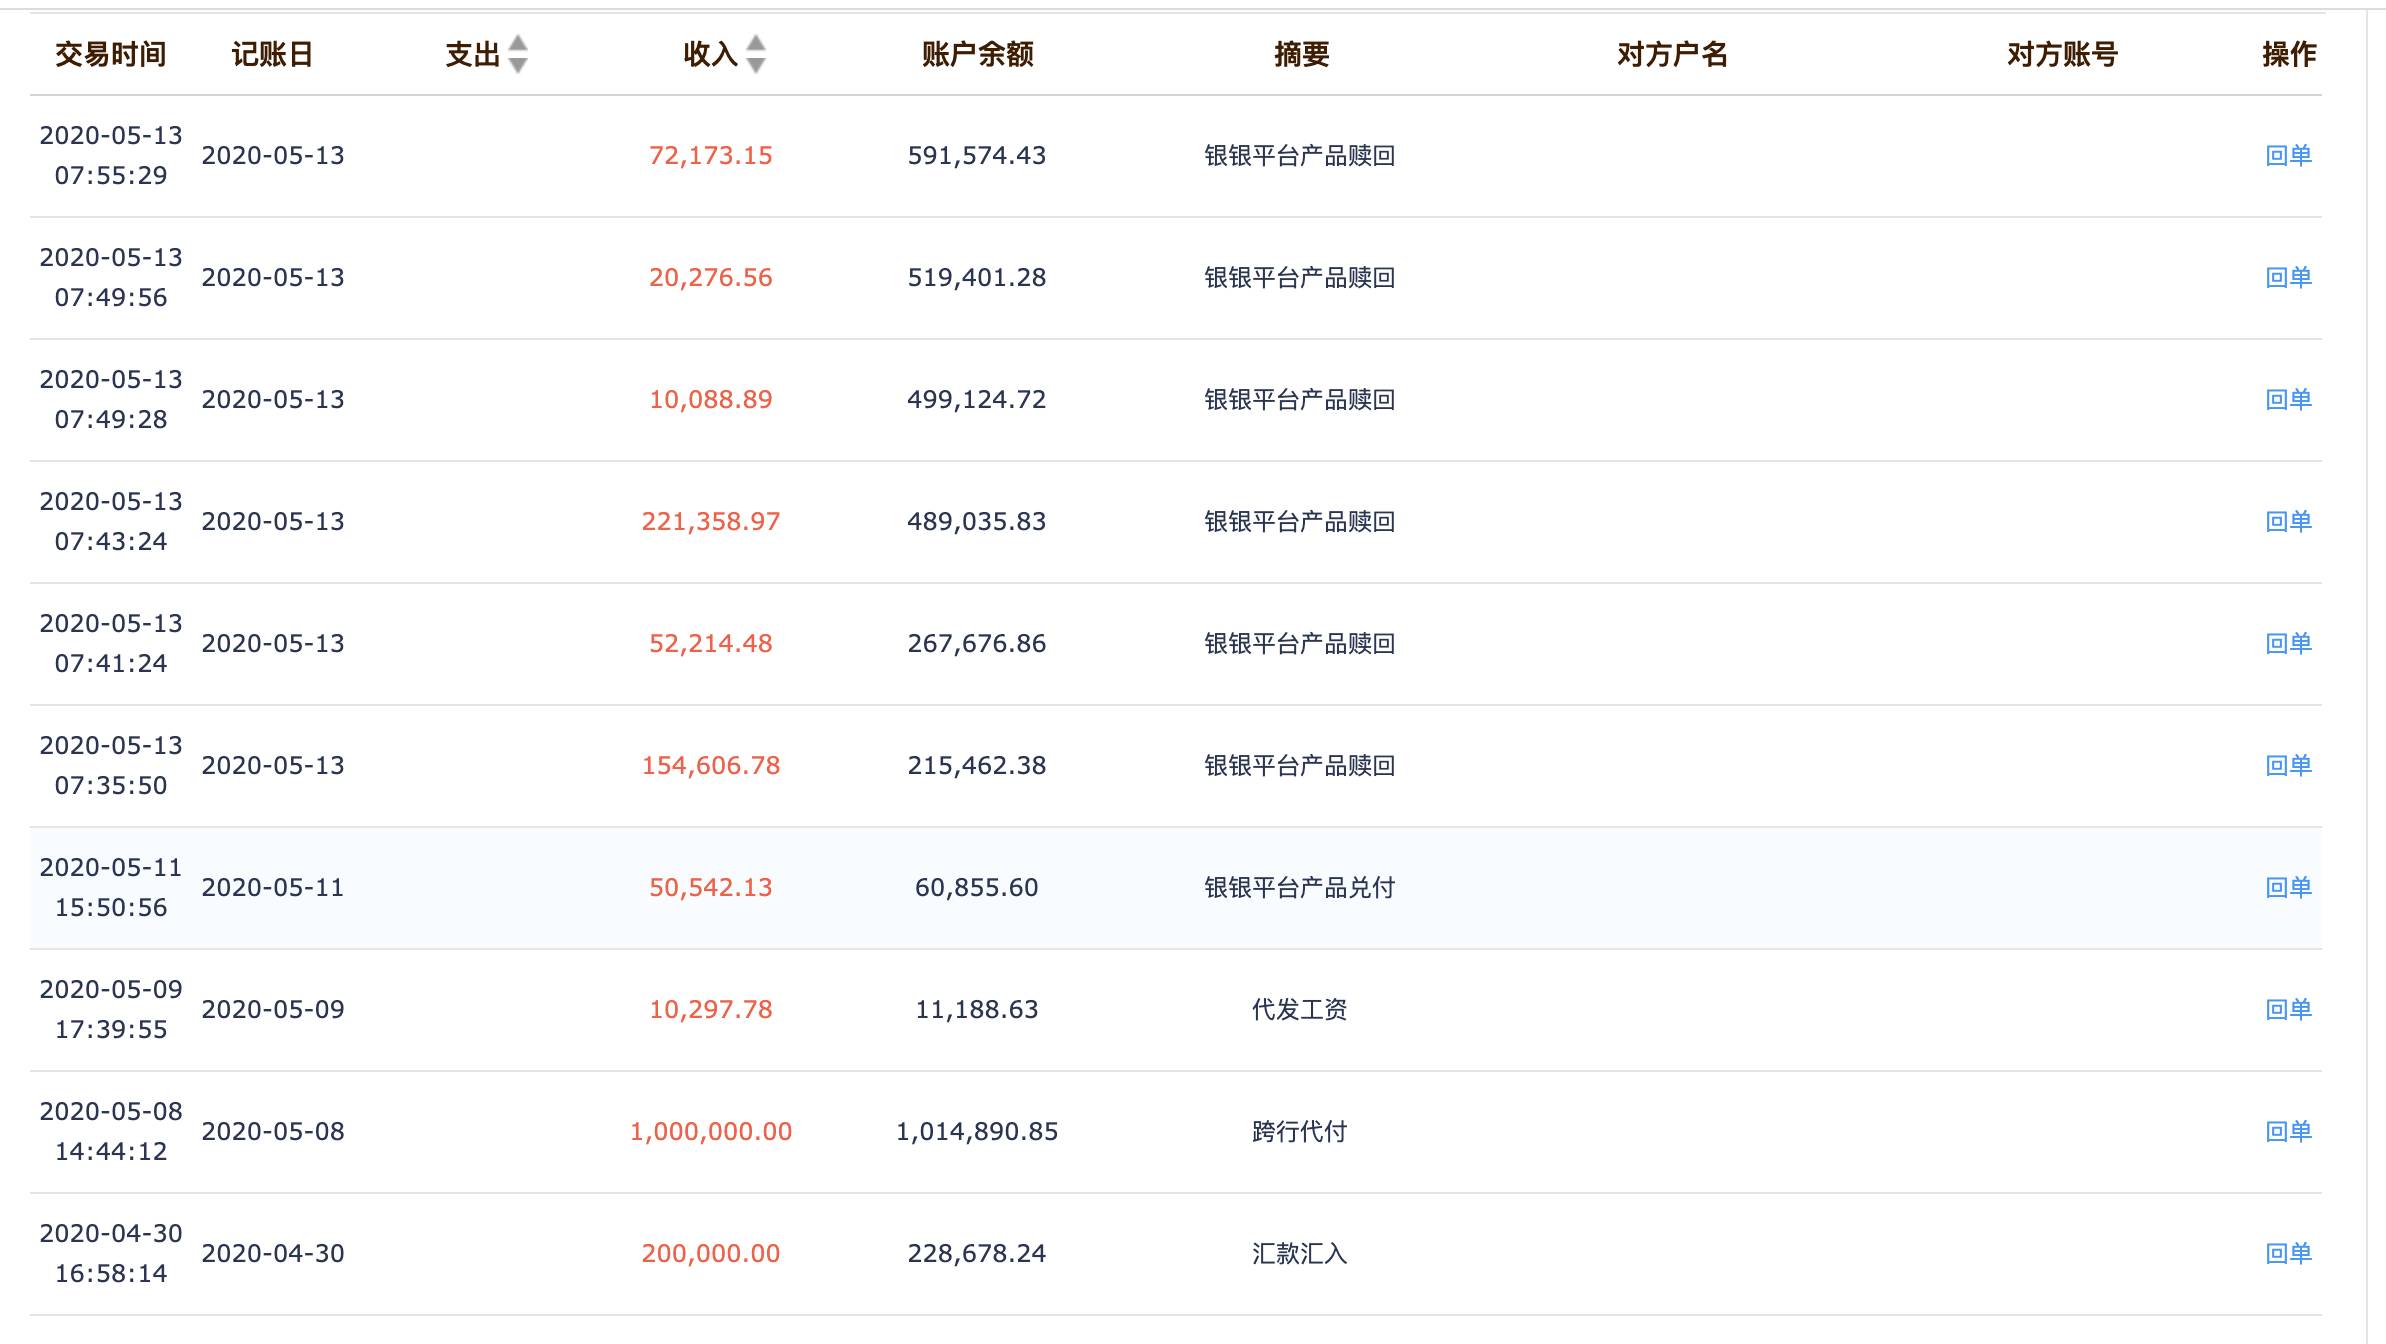 交易时间 记账日 支出 收入 账户余额 摘要 对方户名 对方账号 操作
2020-05-13
07:55:29
2020-05-13 72,173.15 591,574.43 银银平台产品赎回 回单
2020-05-13
07:49:56
2020-05-13 20,276.56 519,401.28 银银平台产品赎回 回单
2020-05-13
07:49:28
2020-05-13 10,088.89 499,124.72 银银平台产品赎回 回单
2020-05-13
07:43:24
2020-05-13 221,358.97 489,035.83 银银平台产品赎回 回单
2020-05-13
07:41:24
2020-05-13 52,214.48 267,676.86 银银平台产品赎回 回单
2020-05-13
07:35:50
2020-05-13 154,606.78 215,462.38 银银平台产品赎回 回单
2020-05-11
15:50:56
2020-05-11 50,542.13 60,855.60 银银平台产品兑付 回单
2020-05-09
17:39:55
2020-05-09 10,297.78 11,188.63 代发工资 回单
2020-05-08
14:44:12
2020-05-08 1,000,000.00 1,014,890.85 跨行代付 回单
2020-04-30
16:58:14
2020-04-30 200,000.00 228,678.24 汇款汇入 回单